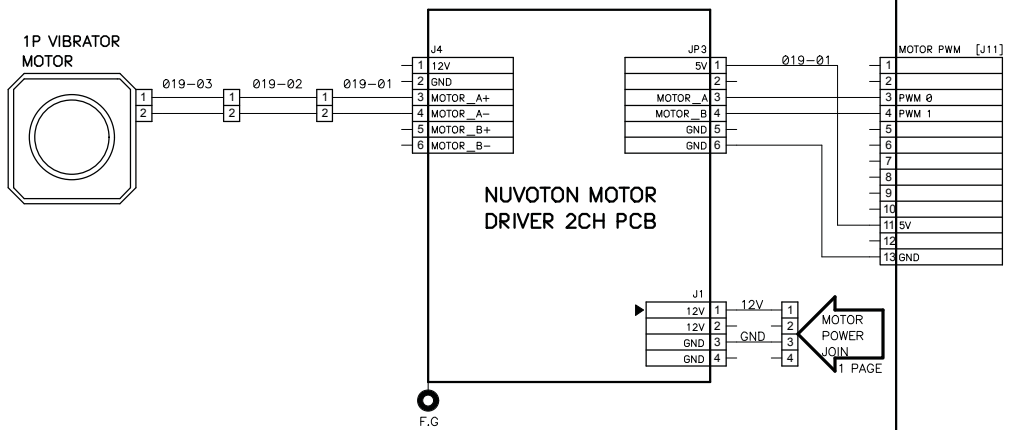 1P VIBRATOR
MOTOR
019-03
019-02
019-01
1
2
1
2
1
2
J4
1 12V
2 GND
3 MOTOR_A+
4 MOTOR_A-
5 MOTOR_B+
6 MOTOR_B-
JP3
5V 1
2
MOTOR_A 3
MOTOR_B 4
GND 5
GND 6
019-01
MOTOR PWM [J11]
1
2
3 PWM 0
4 PWM 1
5
6
7
8
9
10
11 5V
12
13 GND
NUVOTON MOTOR
DRIVER 2CH PCB
J1
12V 1
12V 2
GND 3
GND 4
12V
GND
1
2
3
4
MOTOR
POWER
JOIN
1 PAGE
F.G